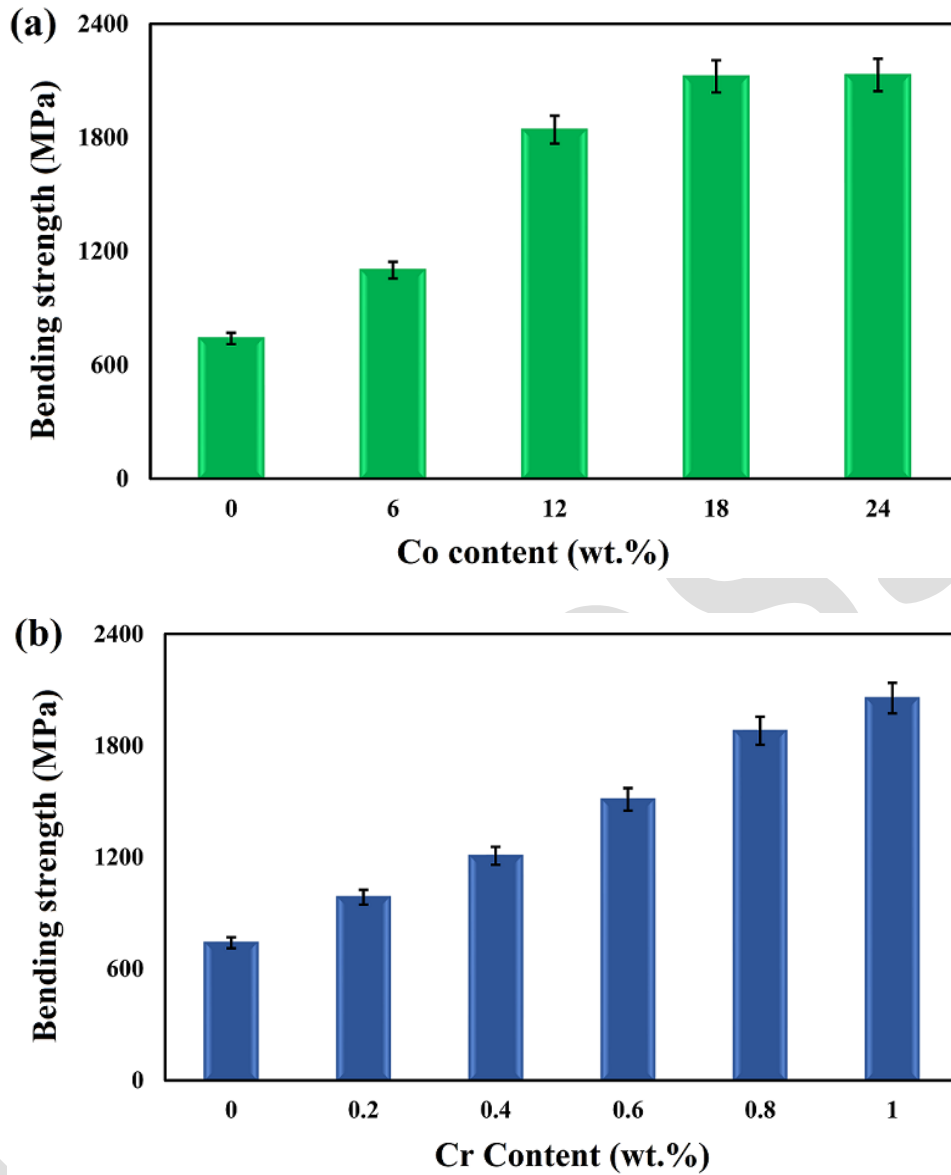 (a)
Bending strength (MPa)
2400
1800
1200
600
0
0 6 12 18 24
Co content (wt.%)
(b)
Bending strength (MPa)
2400
1800
1200
600
0
0 0.2 0.4 0.6 0.8 1
Cr Content (wt.%)